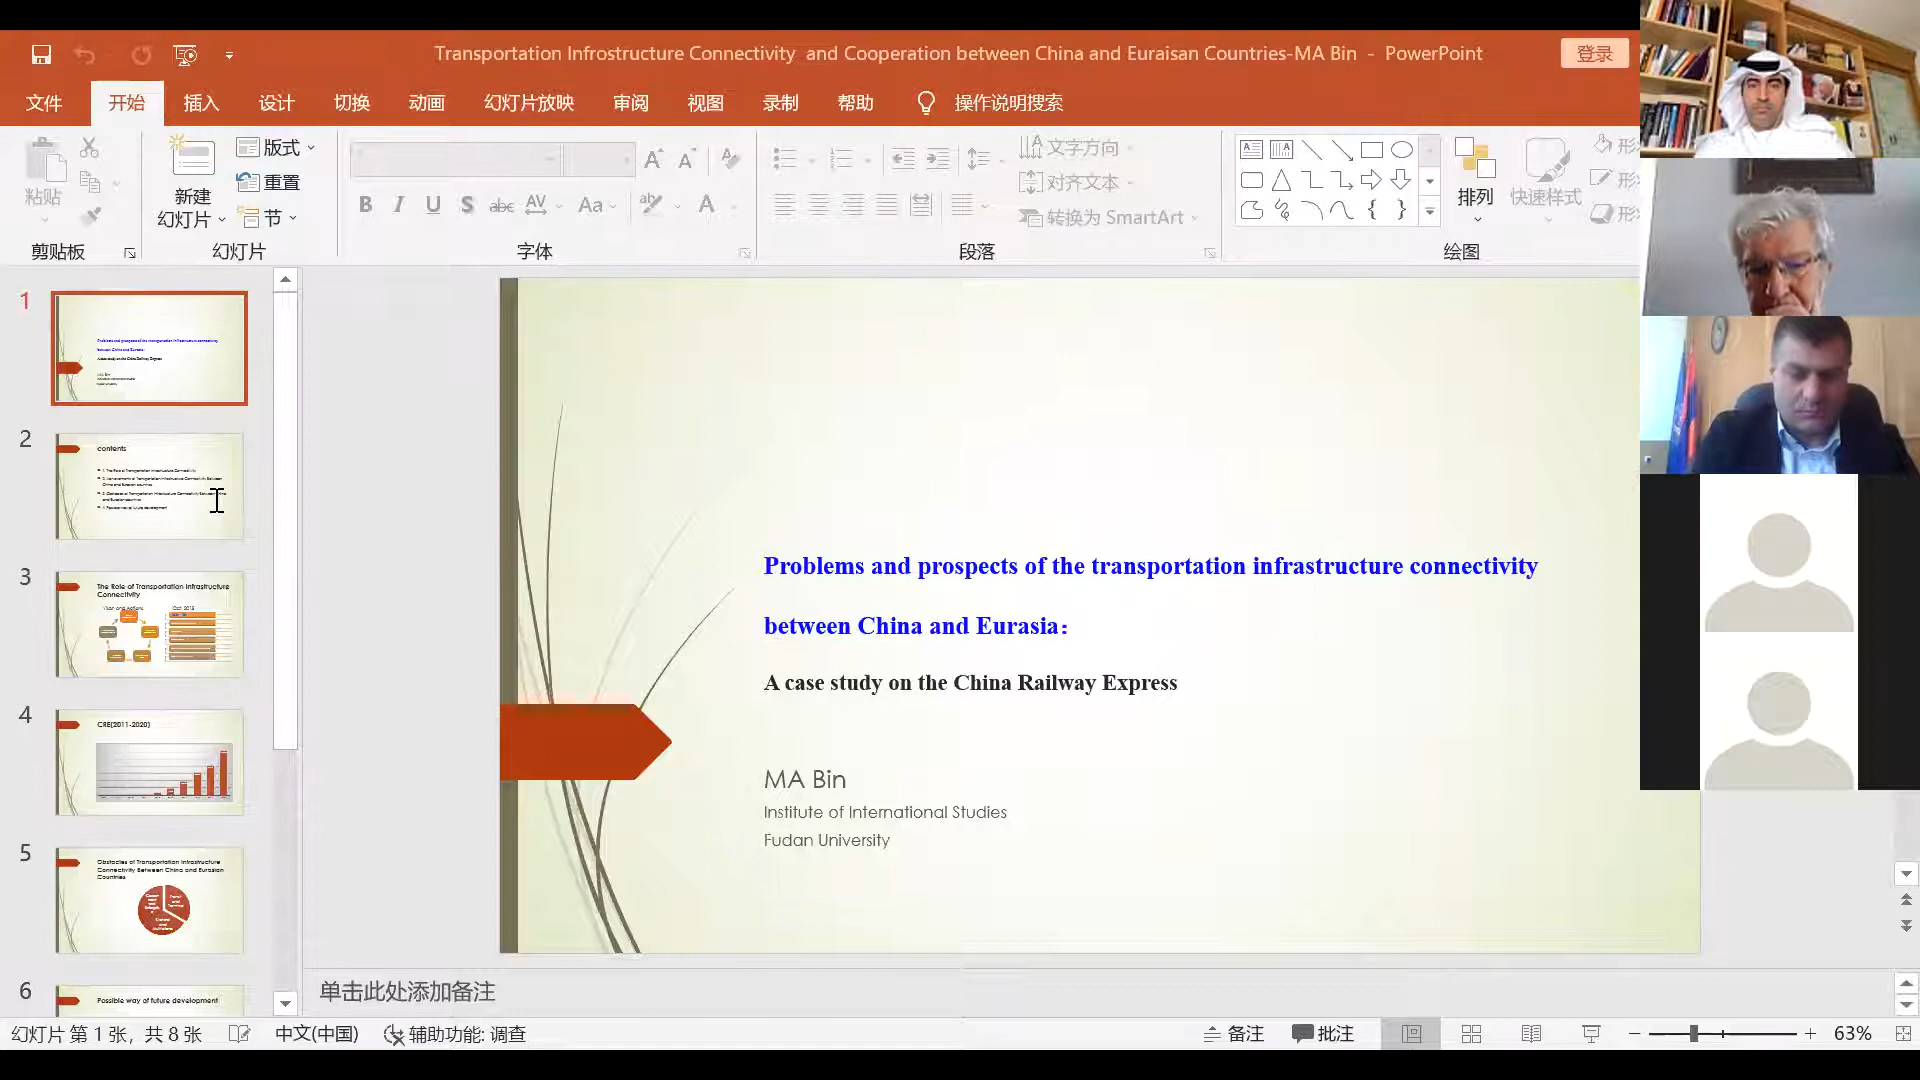 Transportation Infrostructure Connectivity  and Cooperation between China and Euraisan Countries-MA Bin  -  PowerPoint
登录
文件 开始 插入 设计 切换 动画 幻灯片放映 审阅 视图 录制 帮助 操作说明搜索
粘贴
新建
幻灯片
版式
重置
节
B I U S abc AV Aa A
文字方向
对齐文本
转换为 SmartArt
排列
快速样式
剪贴板 幻灯片 字体 段落 绘图
1
2
contents
3
The Role of Transportation Infrastructure
Connectivity
4
CRE(2011-2020)
5
Obstacles of Transportation Infrastructure
Connectivity Between China and Eurasian
Countries
6
Possible way of future development
Problems and prospects of the transportation infrastructure connectivity
between China and Eurasia：
A case study on the China Railway Express
MA Bin
Institute of International Studies
Fudan University
单击此处添加备注
幻灯片 第 1 张，共 8 张 中文(中国) 辅助功能: 调查 备注 批注 63%